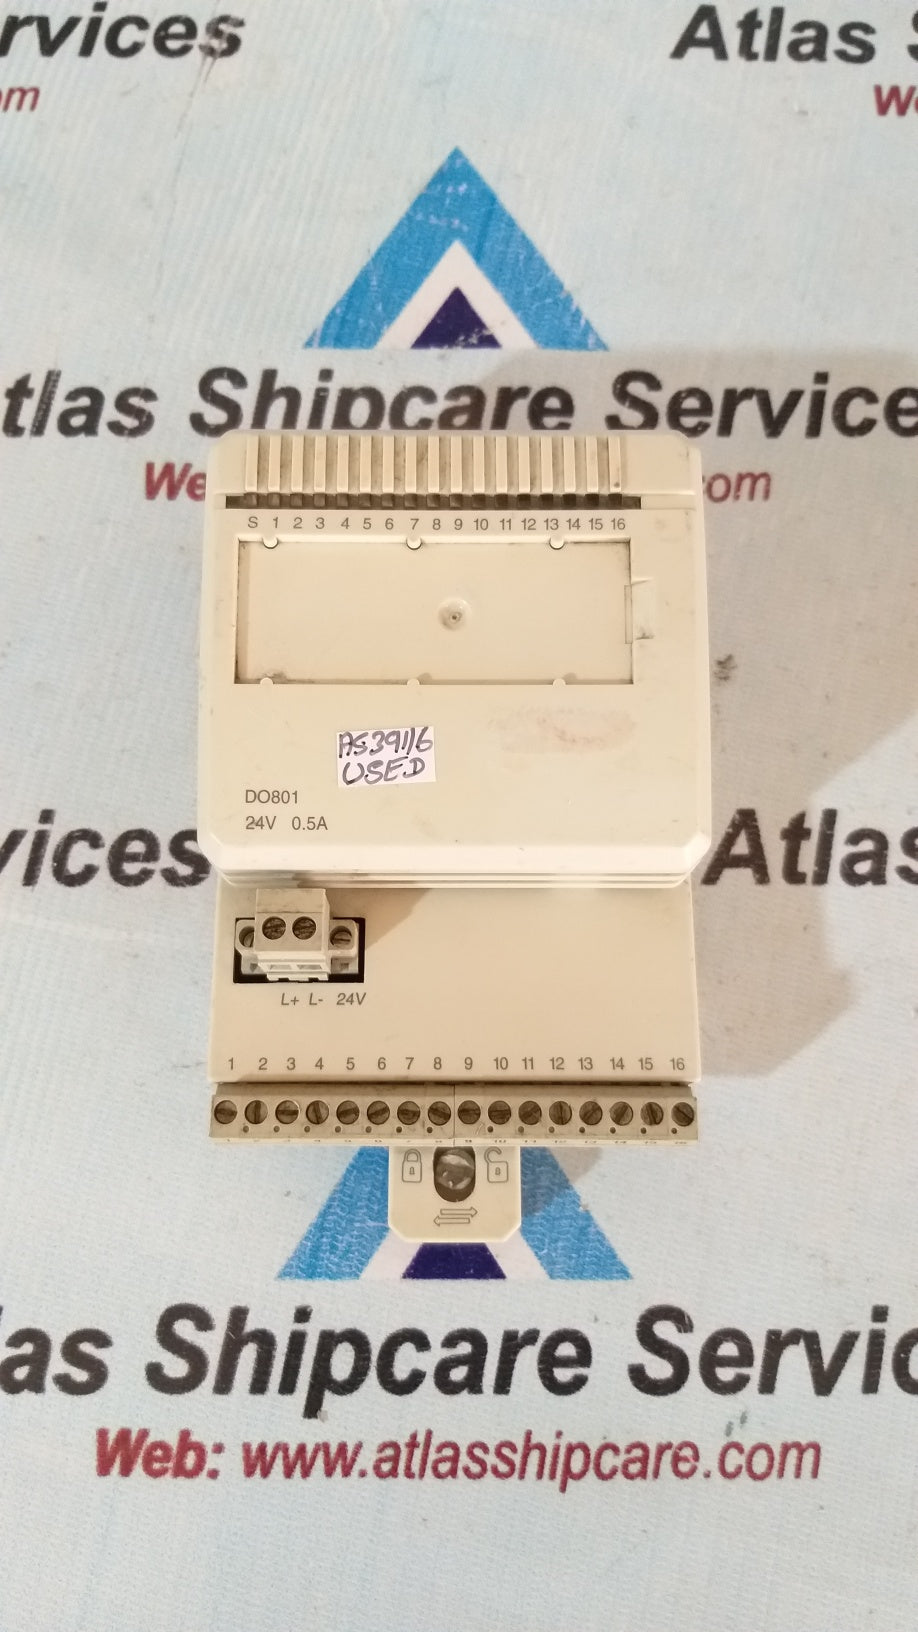 rvices
Atlas S
om
We
tlas Shipcare Service
We
com
S 1 2 3 4 5 6 7 8 9 10 11 12 13 14 15 16
AS39116
USED
DO801
24V 0.5A
vices
Atlas
L+ L- 24V
1 2 3 4 5 6 7 8 9 10 11 12 13 14 15 16
las Shipcare Servic
Web: www.atlasshipcare.com